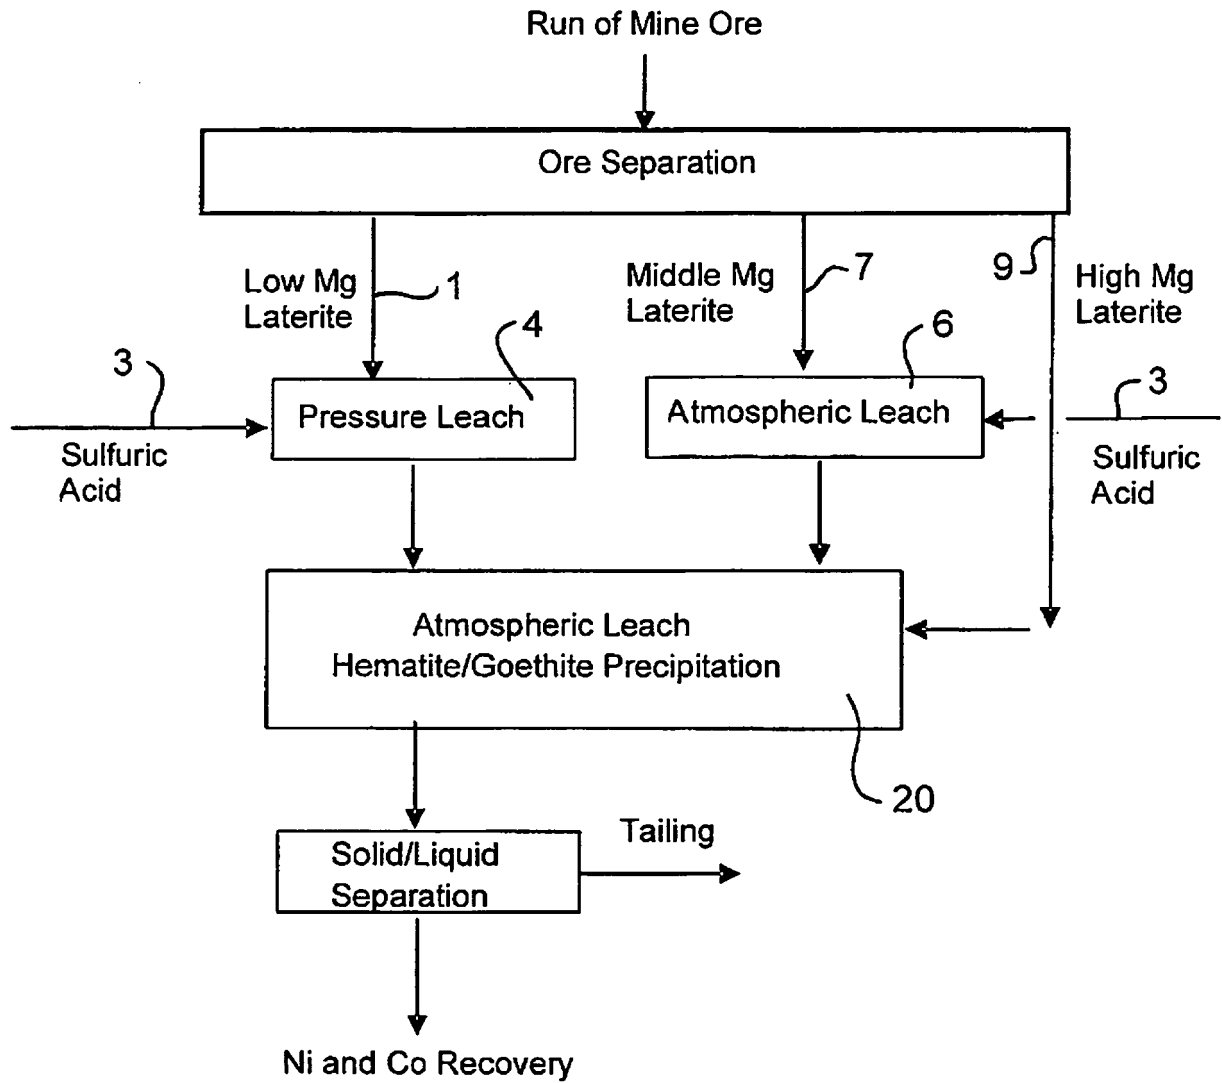 Run of Mine Ore
Ore Separation
Low Mg
Laterite
1
Middle Mg
Laterite
7
9
High Mg
Laterite
3
4
6
3
Pressure Leach
Atmospheric Leach
Sulfuric
Acid
Sulfuric
Acid
Atmospheric Leach
Hematite/Goethite Precipitation
20
Solid/Liquid
Separation
Tailing
Ni and Co Recovery